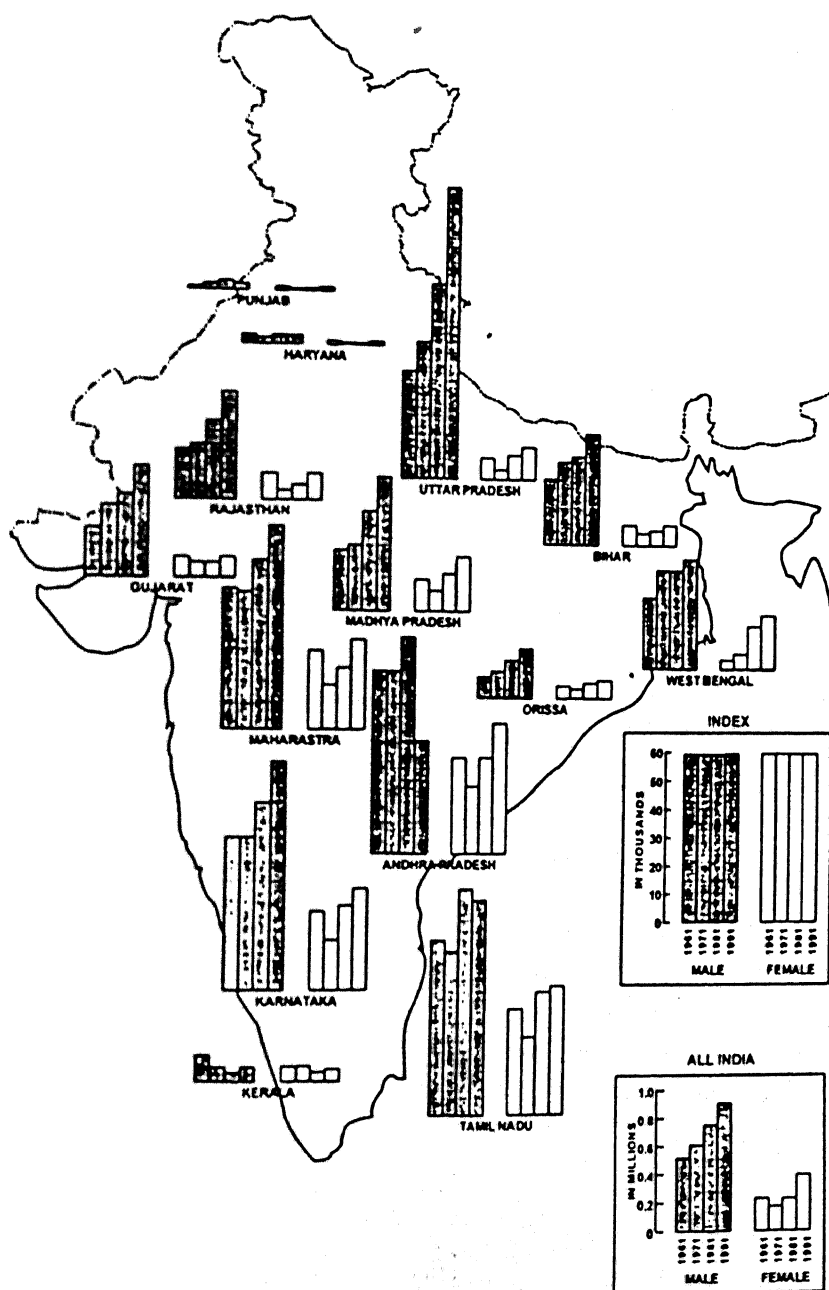 PUNJAB
HARYANA
RAJASTHAN
UTTAR PRADESH
BIHAR
GUJARAT
MADHYA PRADESH
WEST BENGAL
ORISSA
MAHARASTRA
INDEX
60
50
40
30
20
10
0
IN THOUSANDS
1961
1971
1981
1991
1961
1971
1981
1991
MALE
FEMALE
ANDHRA PRADESH
KARNATAKA
KERALA
TAMIL NADU
ALL INDIA
1.0
0.8
0.6
0.4
0.2
0
IN MILLIONS
1961
1971
1981
1991
1961
1971
1981
1991
MALE
FEMALE